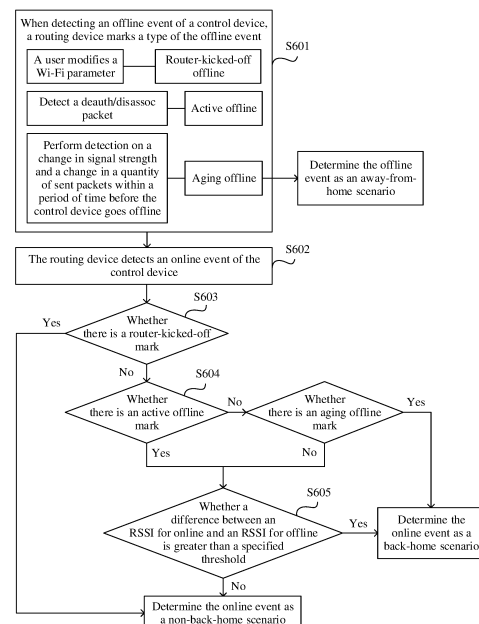 When detecting an offline event of a control device,
a routing device marks a type of the offline event
S601
A user modifies a
Wi-Fi parameter
Router-kicked-off
offline
Detect a deauth/disassoc
packet
Active offline
Perform detection on a
change in signal strength
and a change in a quantity
of sent packets within a
period of time before the
control device goes offline
Aging offline
Determine the offline
event as an away-from-
home scenario
S602
The routing device detects an online event of the
control device
S603
Yes
Whether
there is a router-kicked-off
mark
No
S604
Whether
there is an active offline
mark
No
Whether
there is an aging offline
mark
Yes
Yes
No
S605
Whether a
difference between an
RSSI for online and an RSSI for offline
is greater than a specified
threshold
Yes
Determine the
online event as a
back-home scenario
No
Determine the online event as
a non-back-home scenario